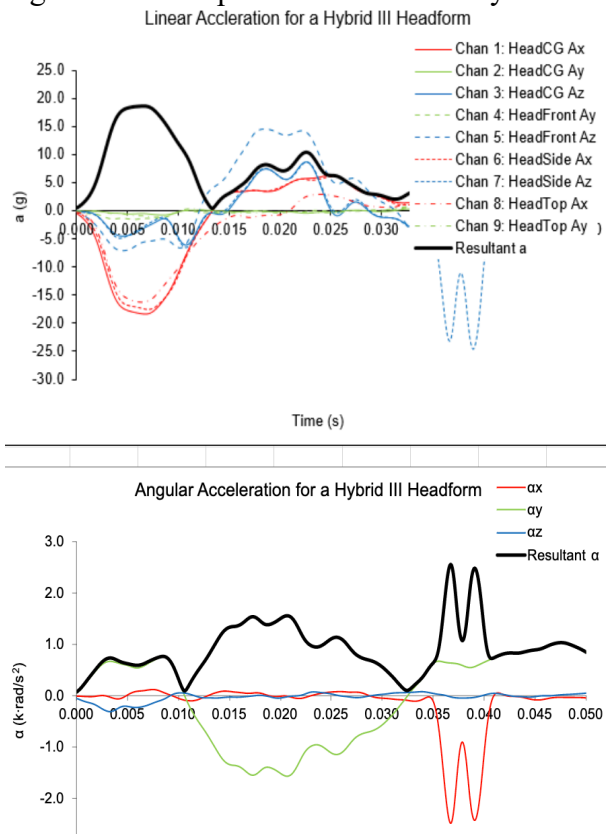 Linear Accleration for a Hybrid III Headform
25.0
20.0
15.0
10.0
5.0
0.0
-5.0
-10.0
-15.0
-20.0
-25.0
-30.0
a (g)
0.000 0.005 0.010 0.015 0.020 0.025 0.030
Time (s)
Chan 1: HeadCG Ax
Chan 2: HeadCG Ay
Chan 3: HeadCG Az
Chan 4: HeadFront Ay
Chan 5: HeadFront Az
Chan 6: HeadSide Ax
Chan 7: HeadSide Az
Chan 8: HeadTop Ax
Chan 9: HeadTop Ay )
Resultant a
Angular Acceleration for a Hybrid III Headform
αx
αy
αz
Resultant α
3.0
2.0
1.0
0.0
-1.0
-2.0
α (k·rad/s²)
0.000 0.005 0.010 0.015 0.020 0.025 0.030 0.035 0.040 0.045 0.050